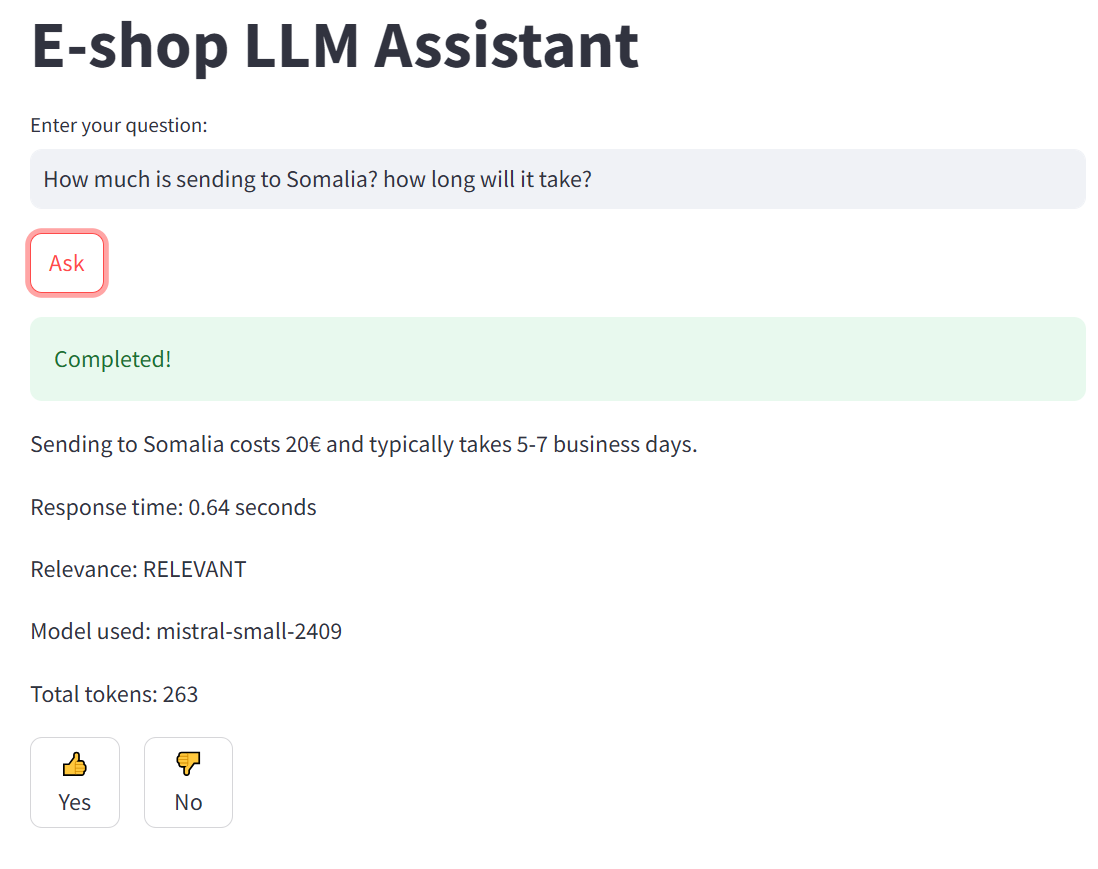 E-shop LLM Assistant
Enter your question:
How much is sending to Somalia? how long will it take?
Ask
Completed!
Sending to Somalia costs 20€ and typically takes 5-7 business days.
Response time: 0.64 seconds
Relevance: RELEVANT
Model used: mistral-small-2409
Total tokens: 263
👍 👎
Yes No